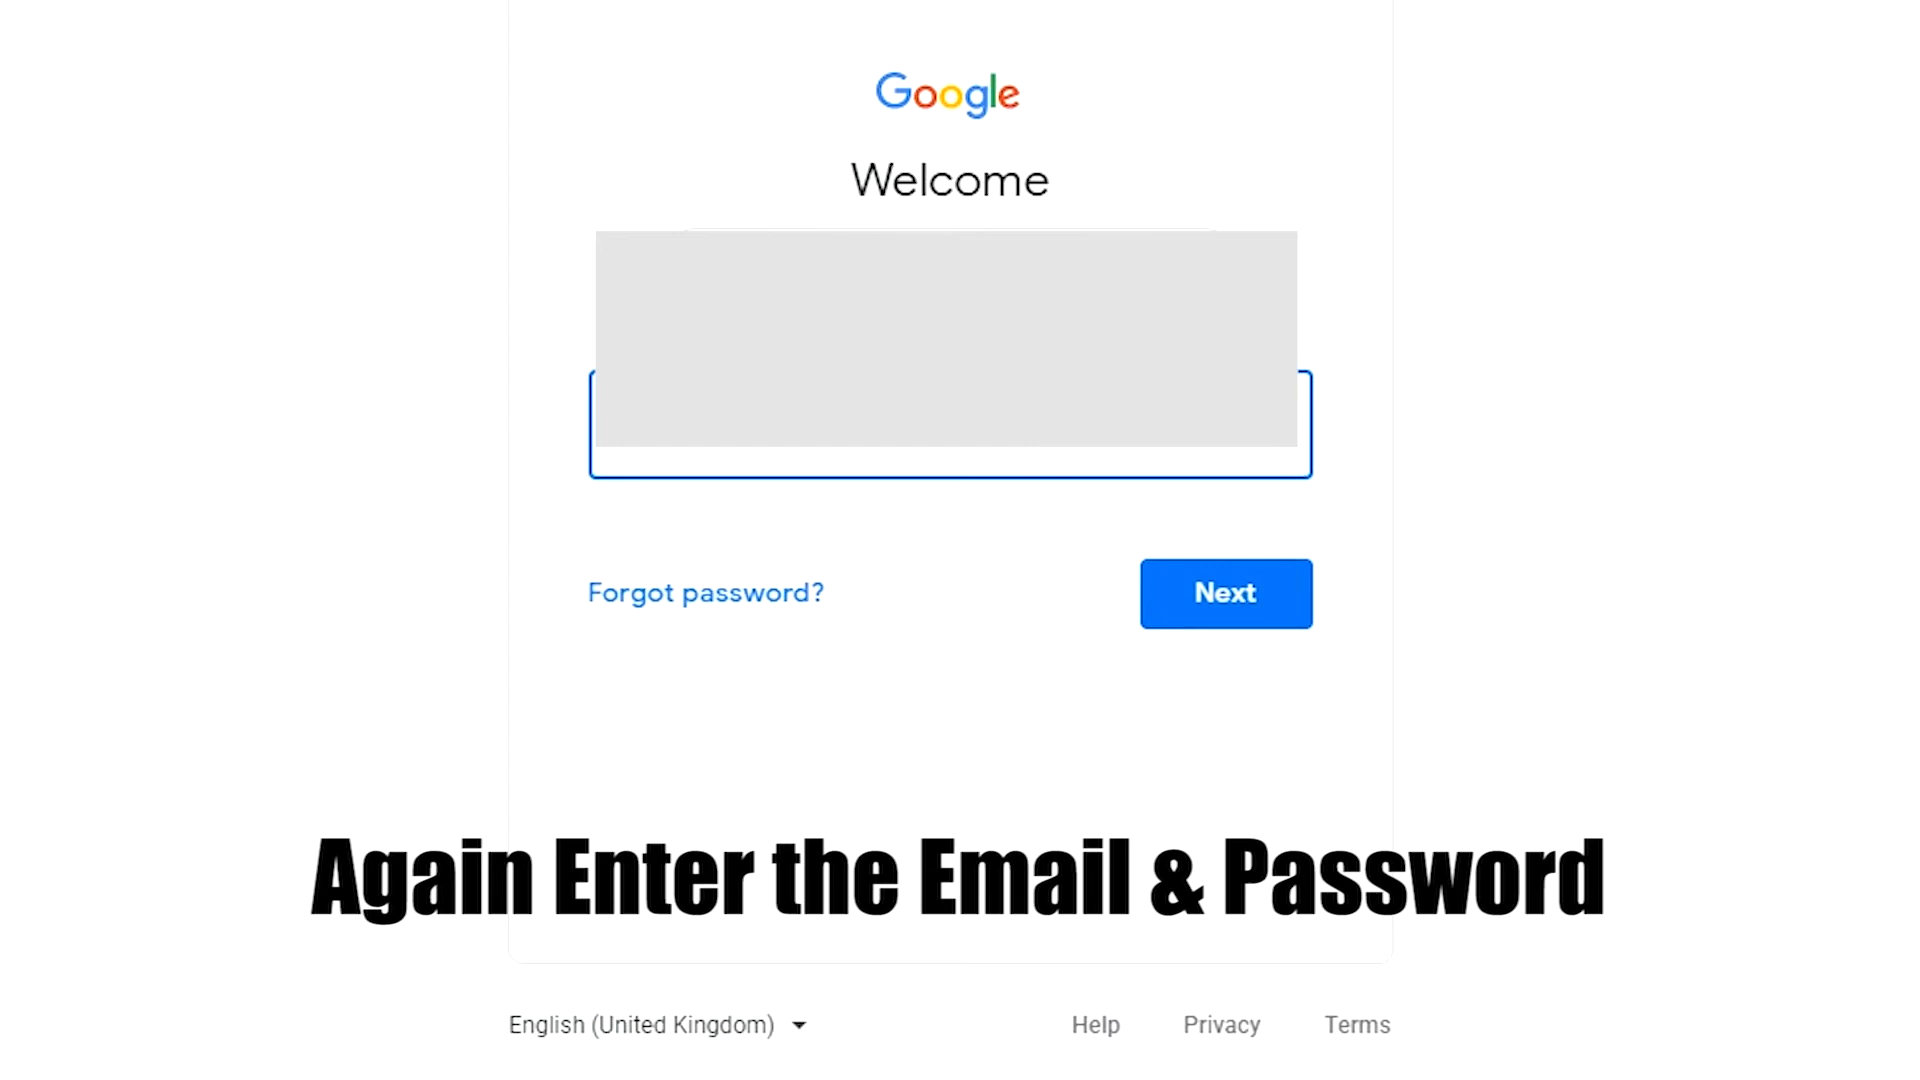 Google
Welcome
Forgot password?
Next
Again Enter the Email & Password
English (United Kingdom)
Help
Privacy
Terms